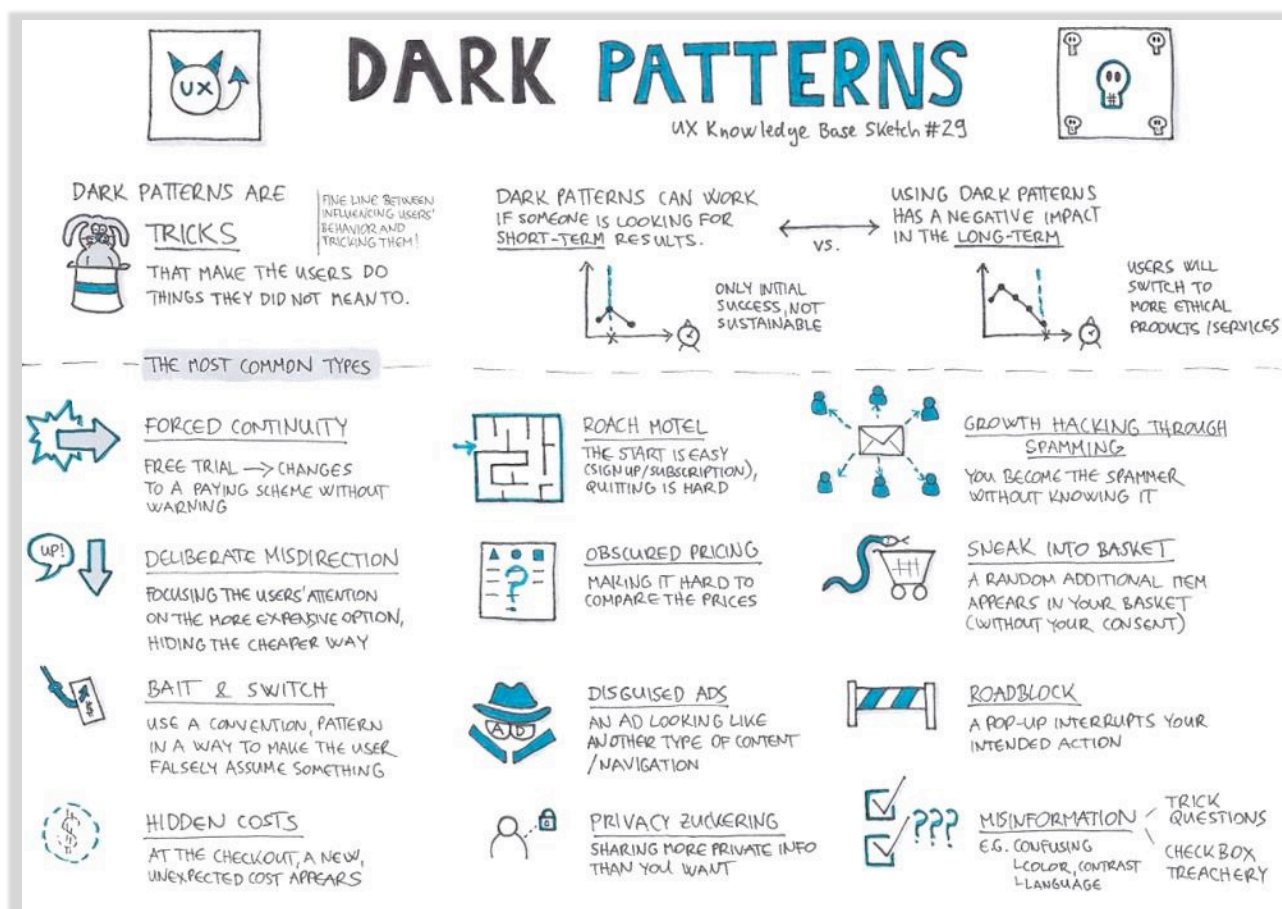 UX
DARK PATTERNS
UX Knowledge Base Sketch #29
DARK PATTERNS ARE
TRICKS
THAT MAKE THE USERS DO
THINGS THEY DID NOT MEAN TO.
FINE LINE BETWEEN
INFLUENCING USERS'
BEHAVIOR AND
TRICKING THEM!
DARK PATTERNS CAN WORK
IF SOMEONE IS LOOKING FOR
SHORT-TERM RESULTS.
ONLY INITIAL
SUCCESS, NOT
SUSTAINABLE
VS.
USING DARK PATTERNS
HAS A NEGATIVE IMPACT
IN THE LONG-TERM
USERS WILL
SWITCH TO
MORE ETHICAL
PRODUCTS/SERVICES
THE MOST COMMON TYPES
FORCED CONTINUITY
FREE TRIAL → CHANGES
TO A PAYING SCHEME WITHOUT
WARNING
ROACH MOTEL
THE START IS EASY
(SIGN UP/SUBSCRIPTION),
QUITTING IS HARD
GROWTH HACKING THROUGH
SPAMMING
YOU BECOME THE SPAMMER
WITHOUT KNOWING IT
UP!
DELIBERATE MISDIRECTION
FOCUSING THE USERS' ATTENTION
ON THE MORE EXPENSIVE OPTION,
HIDING THE CHEAPER WAY
?
OBSCURED PRICING
MAKING IT HARD TO
COMPARE THE PRICES
SNEAK INTO BASKET
A RANDOM ADDITIONAL ITEM
APPEARS IN YOUR BASKET
(WITHOUT YOUR CONSENT)
BAIT & SWITCH
USE A CONVENTION, PATTERN
IN A WAY TO MAKE THE USER
FALSELY ASSUME SOMETHING
AD
DISGUISED ADS
AN AD LOOKING LIKE
ANOTHER TYPE OF CONTENT
/NAVIGATION
ROADBLOCK
A POP-UP INTERRUPTS YOUR
INTENDED ACTION
$
HIDDEN COSTS
AT THE CHECKOUT, A NEW,
UNEXPECTED COST APPEARS
PRIVACY ZUCKERING
SHARING MORE PRIVATE INFO
THAN YOU WANT
???
MISINFORMATION
E.G. CONFUSING
COLOR, CONTRAST
LANGUAGE
TRICK
QUESTIONS
CHECKBOX
TREACHERY